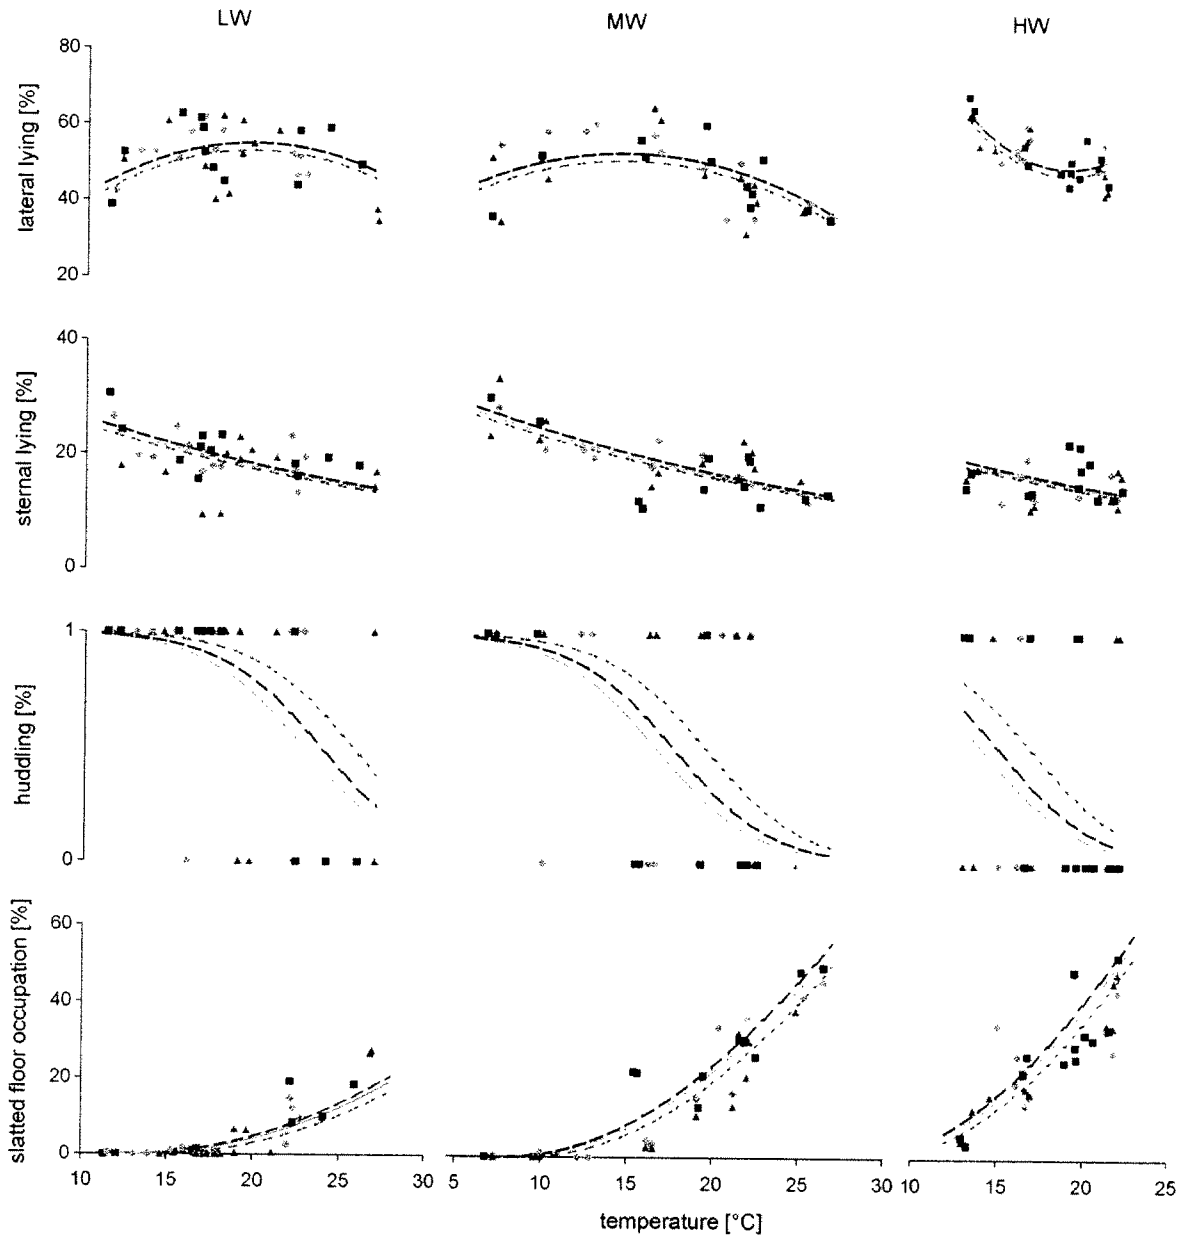 LW MW HW
lateral lying [%]
80
60
40
20
sternal lying [%]
40
20
0
huddling [%]
1
0
slatted floor occupation [%]
60
40
20
0
10 15 20 25 30 5 10 15 20 25 30 10 15 20 25
temperature [°C]